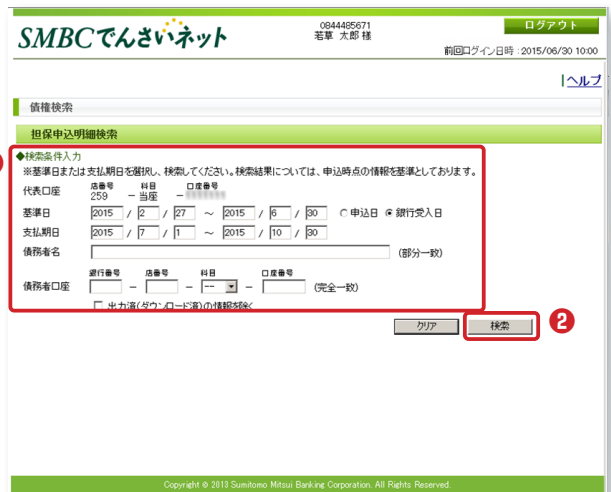 SMBCでんさいネット
0844485671
若草 太郎 様
ログアウト
前回ログイン日時：2015/06/30 10:00
|ヘルプ
債権検索
担保申込明細検索
◆検索条件入力
※基準日または支払期日を選択し、検索してください。検索結果については、申込時点の情報を基準としております。
店番号 科目 口座番号
代表口座 259 － 当座 －
基準日 2015 / 2 / 27 ～ 2015 / 6 / 30 申込日 銀行受入日
支払期日 2015 / 7 / 1 ～ 2015 / 10 / 30
債務者名 (部分一致)
銀行番号 店番号 科目 口座番号
債務者口座 － － -- － (完全一致)
出力済(ダウンロード済)の情報を除く
クリア 検索 2
Copyright © 2013 Sumitomo Mitsui Banking Corporation. All Rights Reserved.